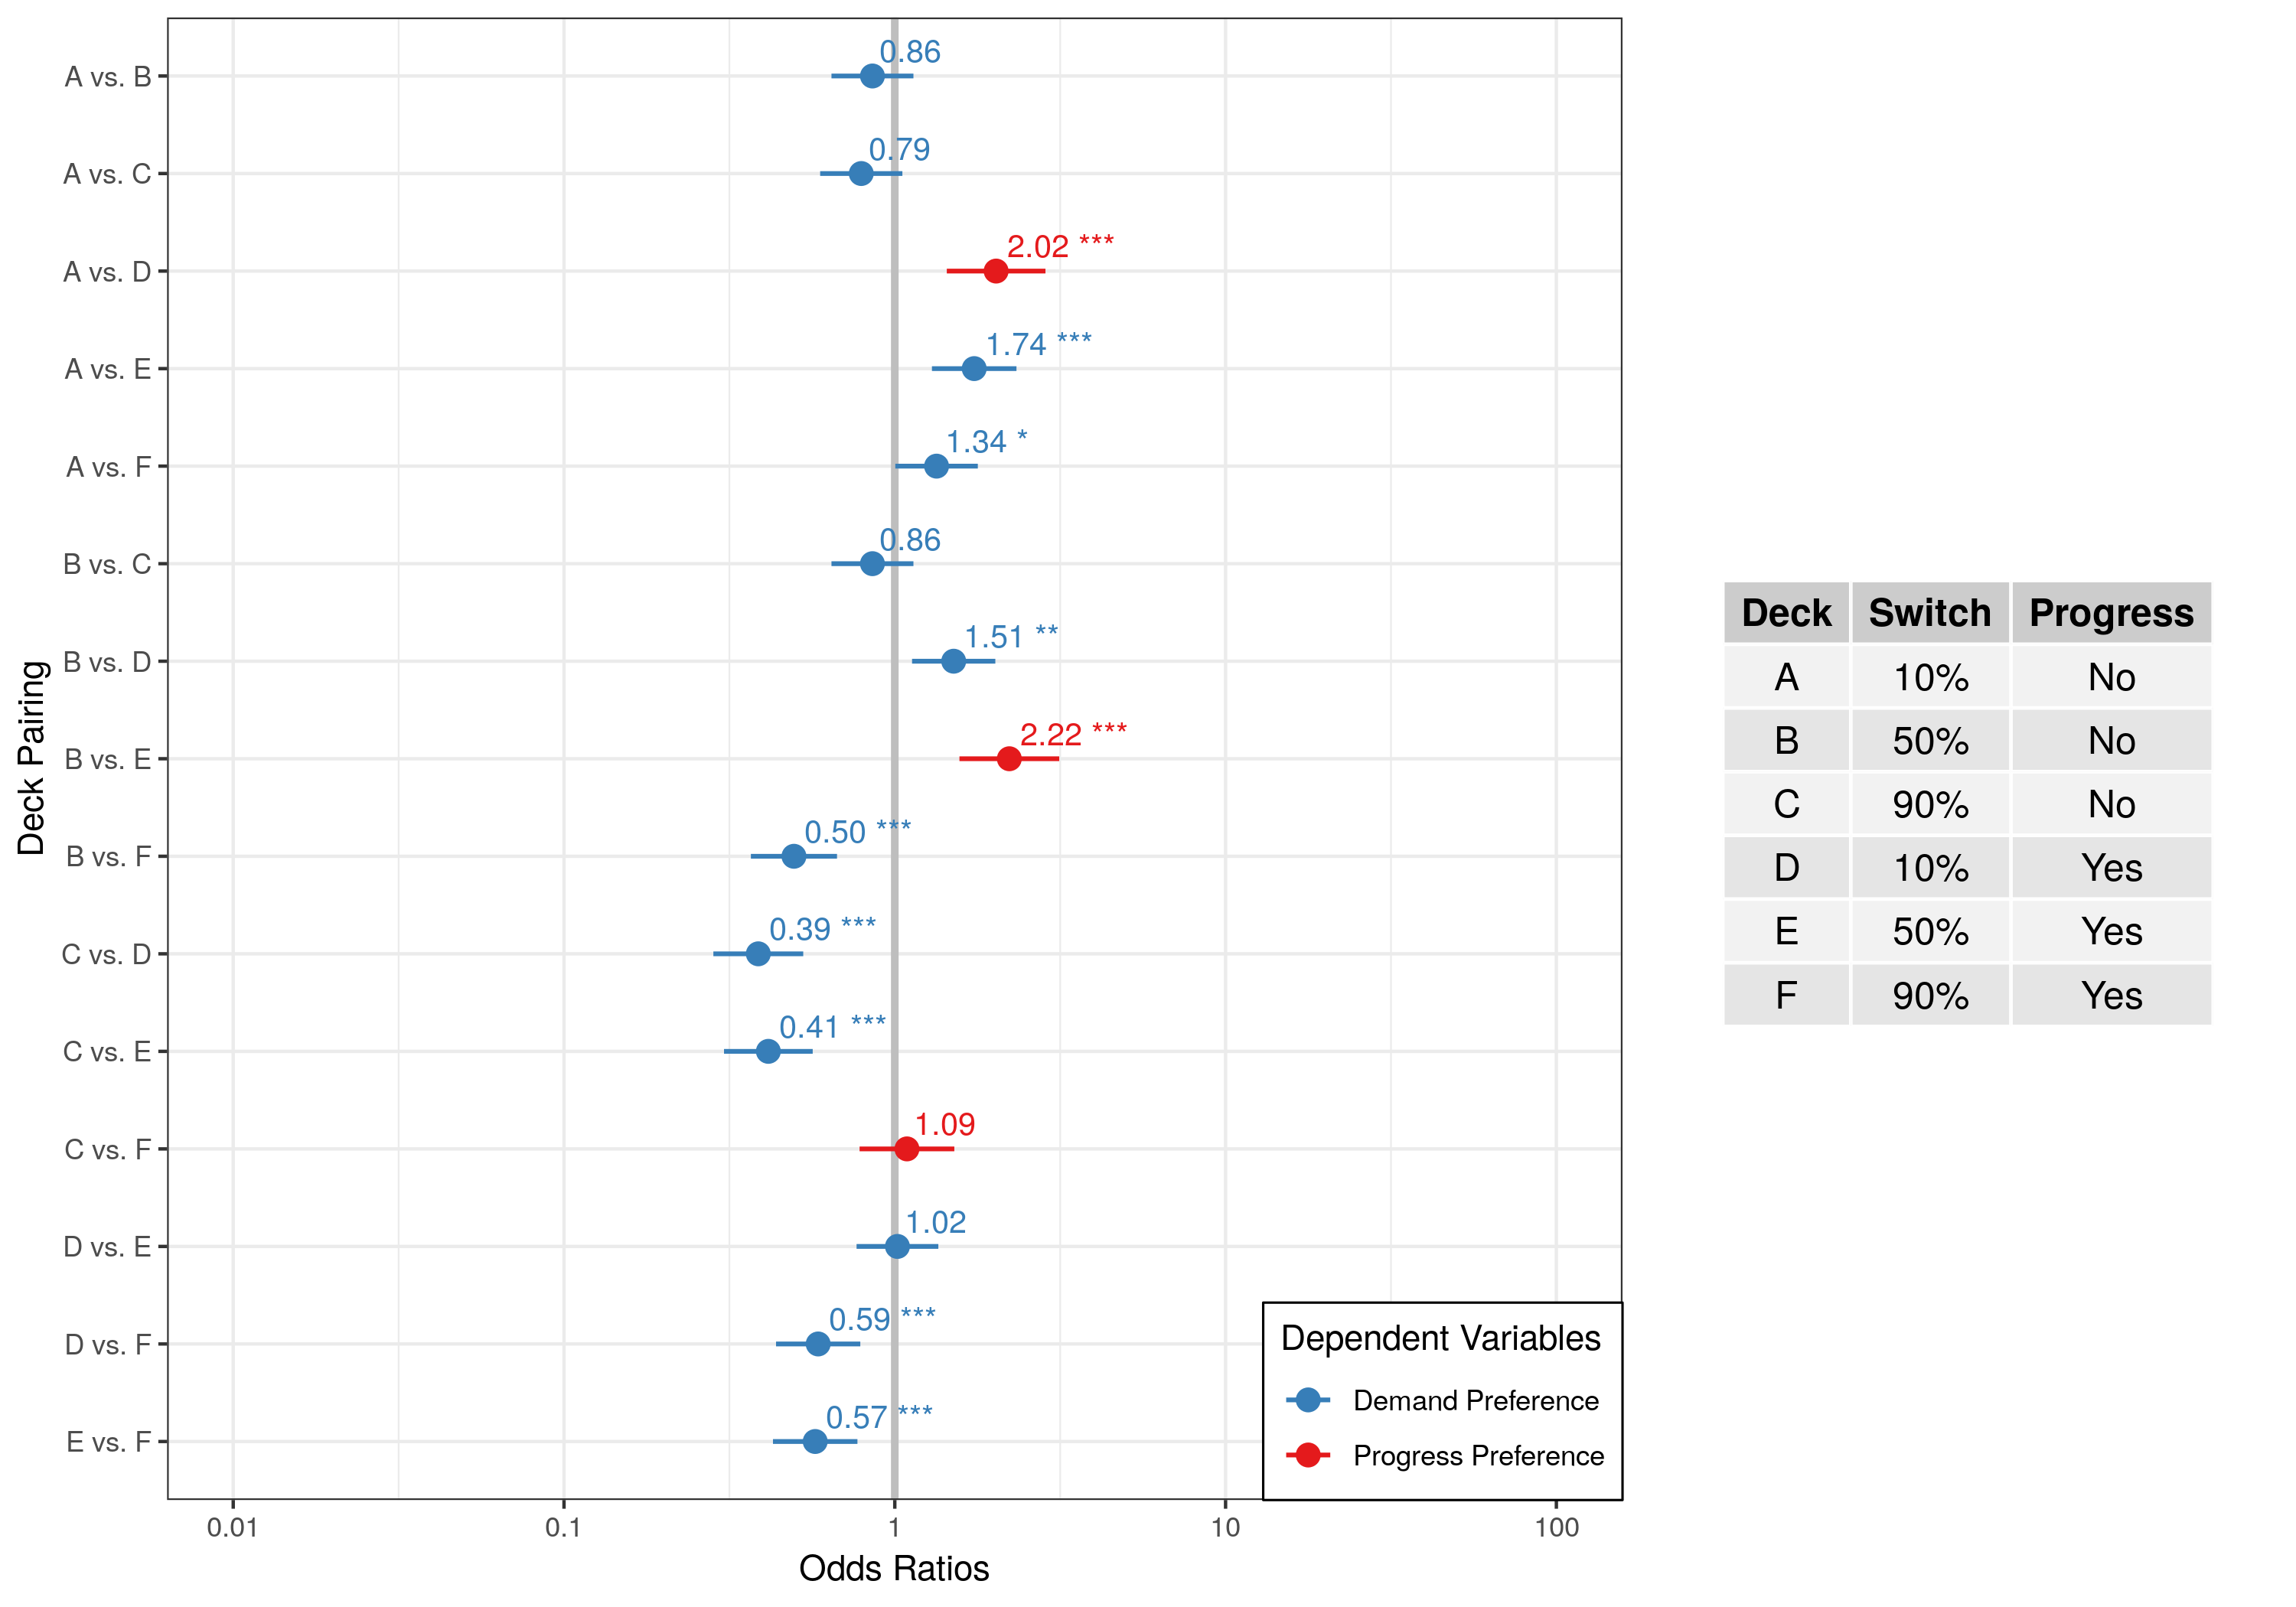 A vs. B
0.86
A vs. C
0.79
A vs. D
2.02 ***
A vs. E
1.74 ***
A vs. F
1.34 *
B vs. C
0.86
B vs. D
1.51 **
B vs. E
2.22 ***
B vs. F
0.50 ***
C vs. D
0.39 ***
C vs. E
0.41 ***
C vs. F
1.09
D vs. E
1.02
D vs. F
0.59 ***
E vs. F
0.57 ***
Deck Pairing
0.01 0.1 1 10 100
Odds Ratios
Dependent Variables
Demand Preference
Progress Preference
Deck Switch Progress
A 10% No
B 50% No
C 90% No
D 10% Yes
E 50% Yes
F 90% Yes